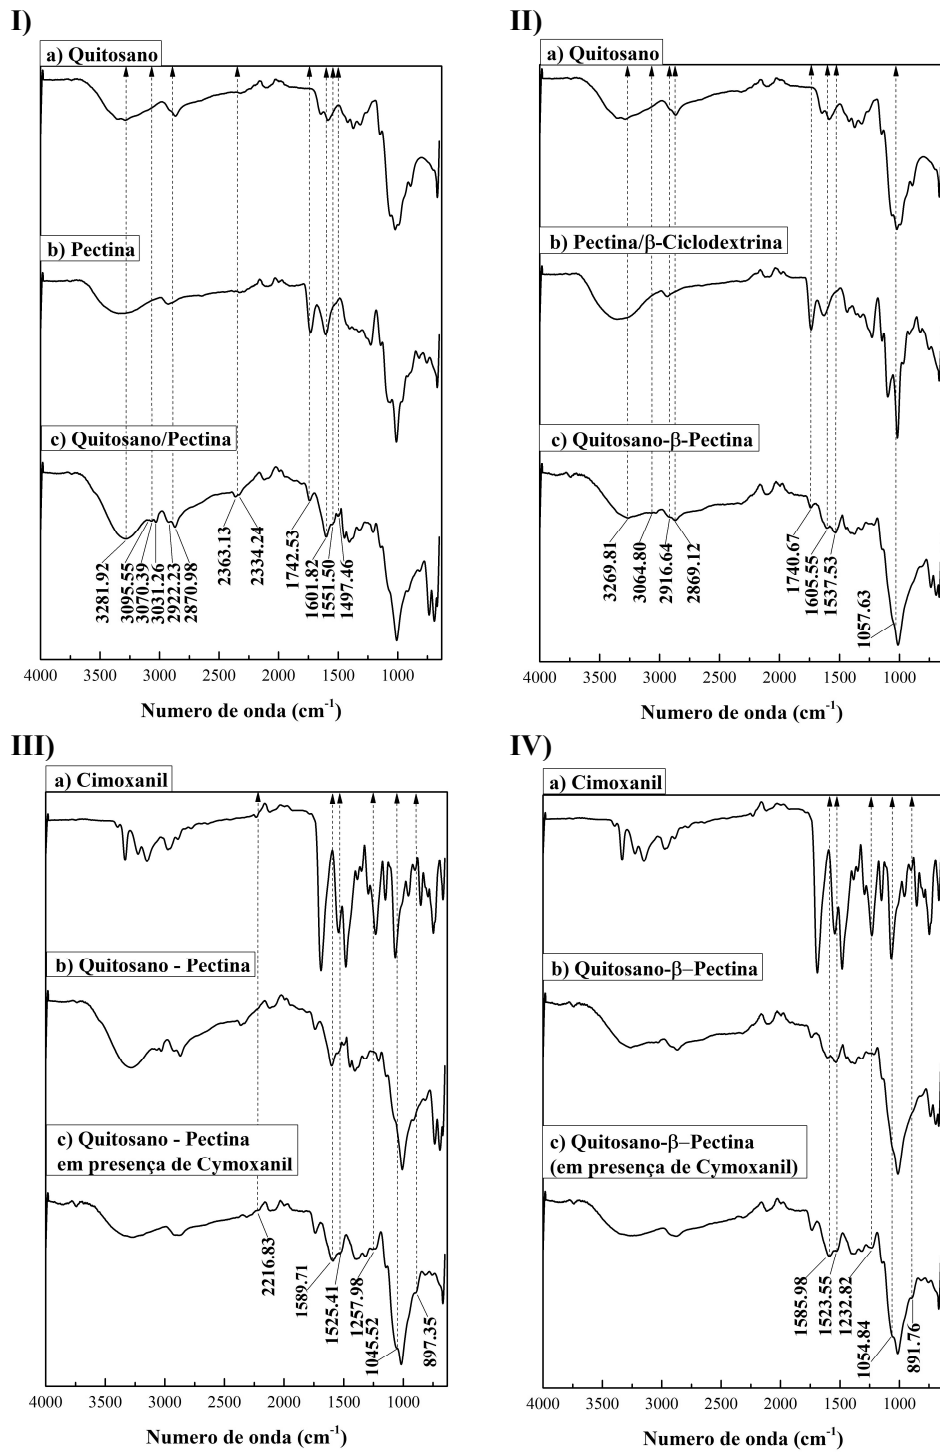 I)
a) Quitosano
b) Pectina
c) Quitosano/Pectina
3281.92
3095.55
3070.39
3031.26
2922.23
2870.98
2363.13
2334.24
1742.53
1601.82
1551.50
1497.46
4000 3500 3000 2500 2000 1500 1000
Numero de onda (cm⁻¹)
II)
a) Quitosano
b) Pectina/β-Ciclodextrina
c) Quitosano-β-Pectina
3269.81
3064.80
2916.64
2869.12
1740.67
1605.55
1537.53
1057.63
4000 3500 3000 2500 2000 1500 1000
Numero de onda (cm⁻¹)
III)
a) Cimoxanil
b) Quitosano - Pectina
c) Quitosano - Pectina
em presença de Cymoxanil
2216.83
1589.71
1525.41
1257.98
1045.52
897.35
4000 3500 3000 2500 2000 1500 1000
Numero de onda (cm⁻¹)
IV)
a) Cimoxanil
b) Quitosano-β–Pectina
c) Quitosano-β–Pectina
(em presença de Cymoxanil)
1585.98
1523.55
1232.82
1054.84
891.76
4000 3500 3000 2500 2000 1500 1000
Numero de onda (cm⁻¹)